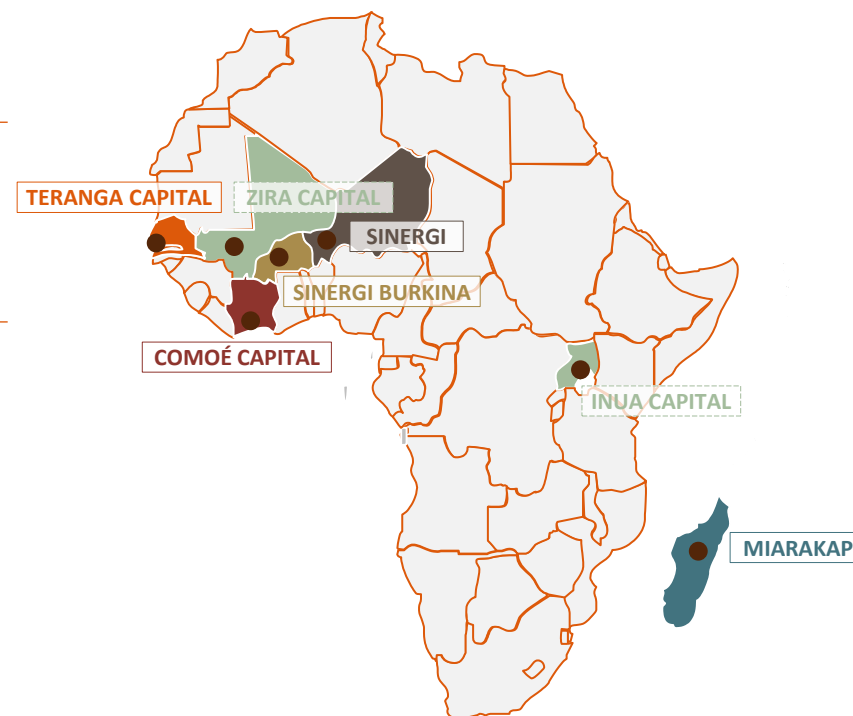 TERANGA CAPITAL
ZIRA CAPITAL
SINERGI
SINERGI BURKINA
COMOÉ CAPITAL
INUA CAPITAL
MIARAKAP